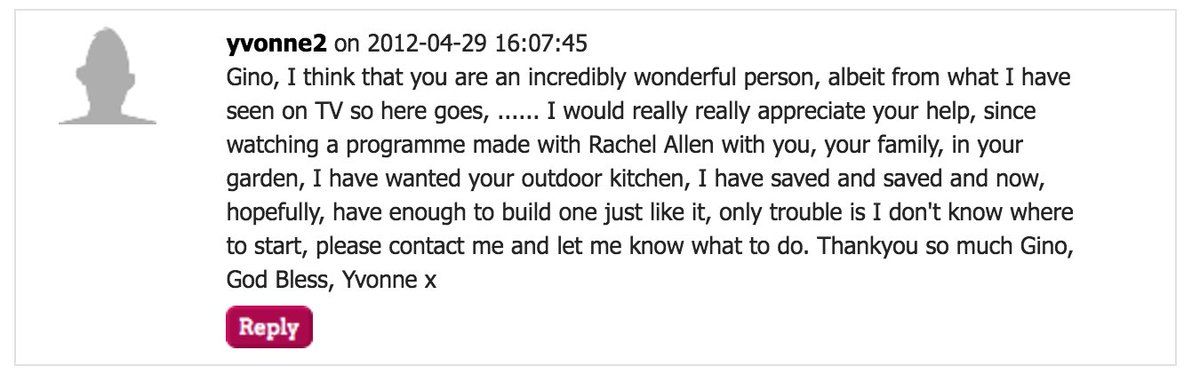 yvonne2 on 2012-04-29 16:07:45
Gino, I think that you are an incredibly wonderful person, albeit from what I have
seen on TV so here goes, ...... I would really really appreciate your help, since
watching a programme made with Rachel Allen with you, your family, in your
garden, I have wanted your outdoor kitchen, I have saved and saved and now,
hopefully, have enough to build one just like it, only trouble is I don't know where
to start, please contact me and let me know what to do. Thankyou so much Gino,
God Bless, Yvonne x
Reply